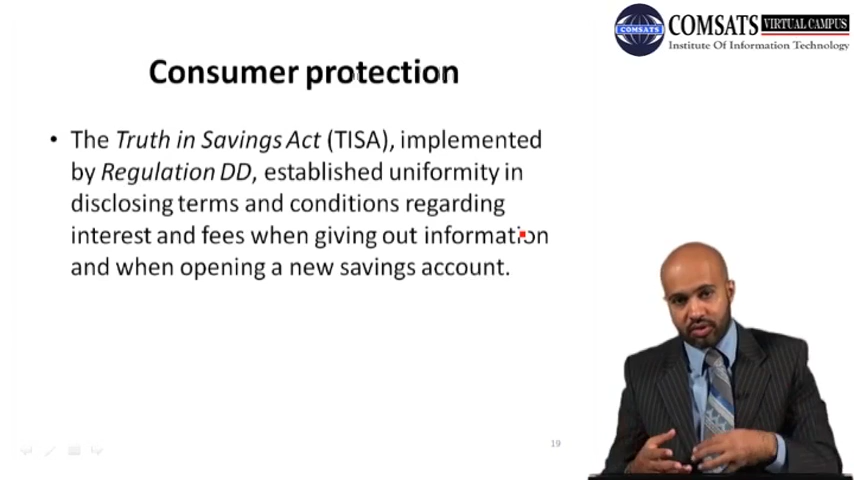 COMSATS VIRTUAL CAMPUS
COMSATS
Institute Of Information Technology
Consumer protection
• The Truth in Savings Act (TISA), implemented
by Regulation DD, established uniformity in
disclosing terms and conditions regarding
interest and fees when giving out information
and when opening a new savings account.
19